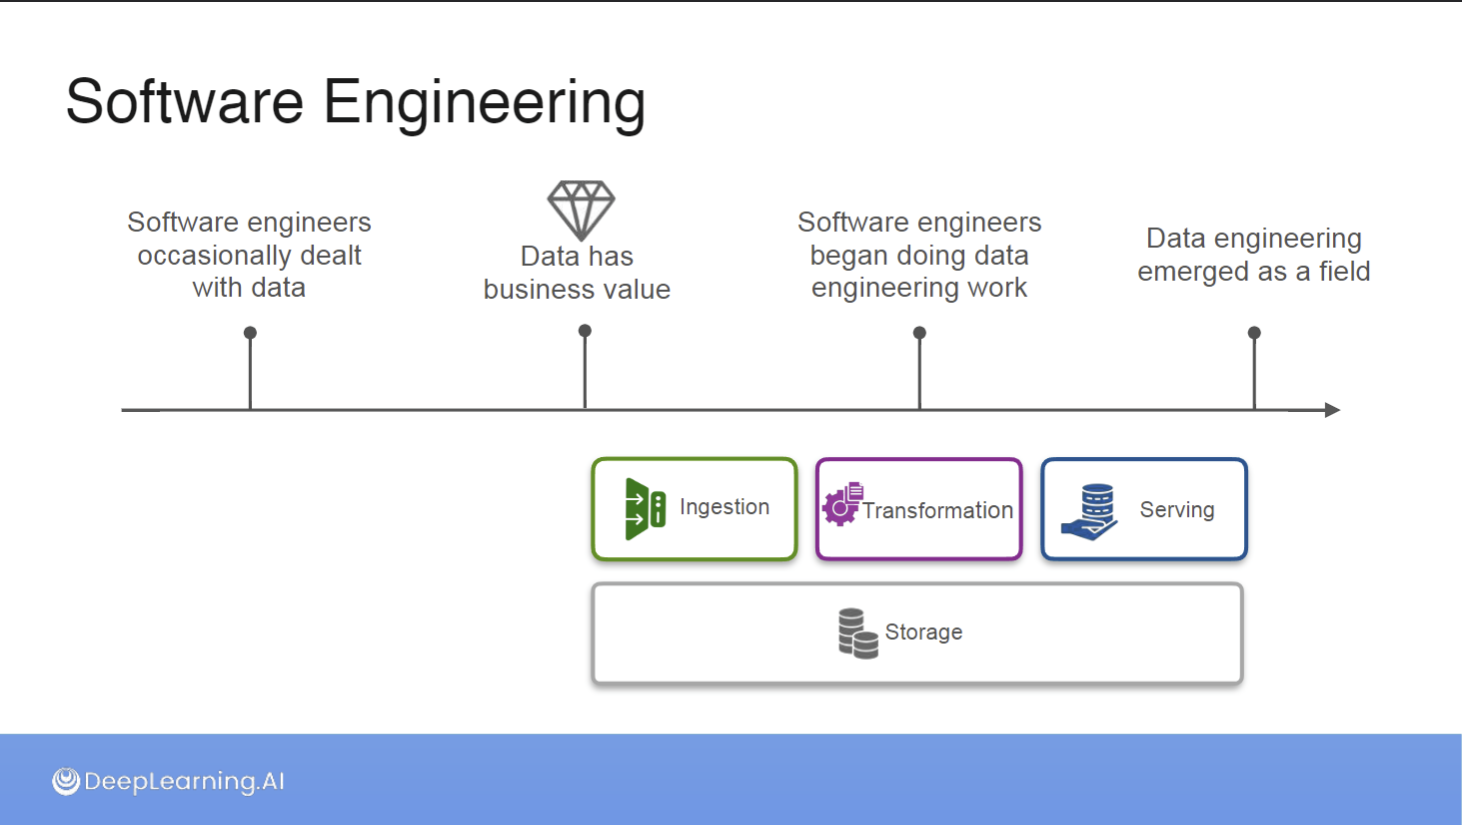 Software Engineering
Software engineers
occasionally dealt
with data
Data has
business value
Software engineers
began doing data
engineering work
Data engineering
emerged as a field
Ingestion
Transformation
Serving
Storage
DeepLearning.AI